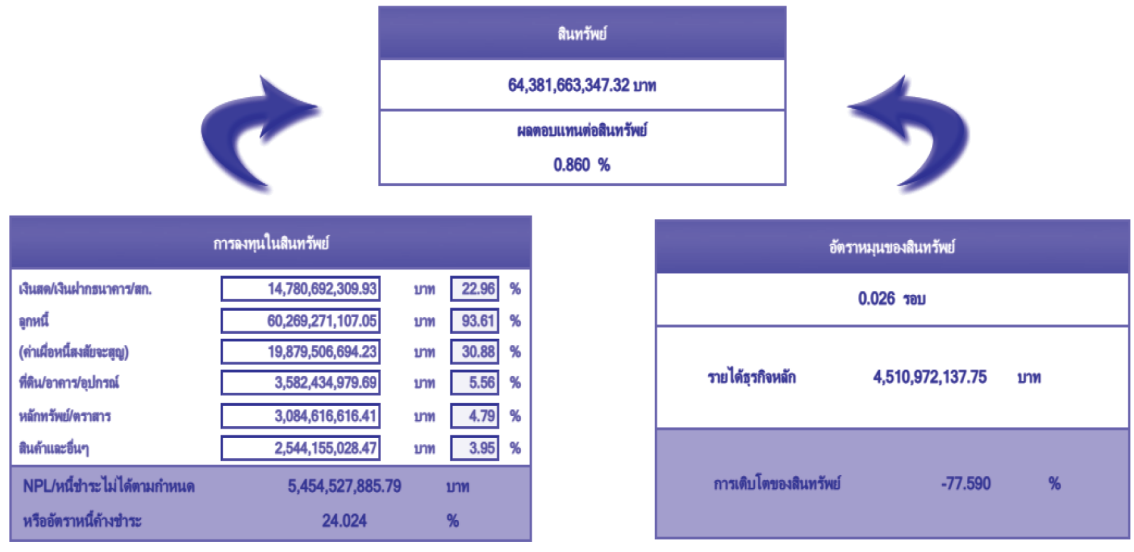 สินทรัพย์
64,381,663,347.32 บาท
ผลตอบแทนต่อสินทรัพย์
0.860 %
การลงทุนในสินทรัพย์
เงินสด/เงินฝากธนาคาร/สก. 14,780,692,309.93 บาท 22.96 %
ลูกหนี้ 60,269,271,107.05 บาท 93.61 %
(ค่าเผื่อหนี้สงสัยจะสูญ) 19,879,506,694.23 บาท 30.88 %
ที่ดิน/อาคาร/อุปกรณ์ 3,582,434,979.69 บาท 5.56 %
หลักทรัพย์/ตราสาร 3,084,616,616.41 บาท 4.79 %
สินค้าและอื่นๆ 2,544,155,028.47 บาท 3.95 %
NPL/หนี้ชำระไม่ได้ตามกำหนด 5,454,527,885.79 บาท
หรืออัตราหนี้ค้างชำระ 24.024 %
อัตราหมุนของสินทรัพย์
0.026 รอบ
รายได้ธุรกิจหลัก 4,510,972,137.75 บาท
การเติบโตของสินทรัพย์ -77.590 %